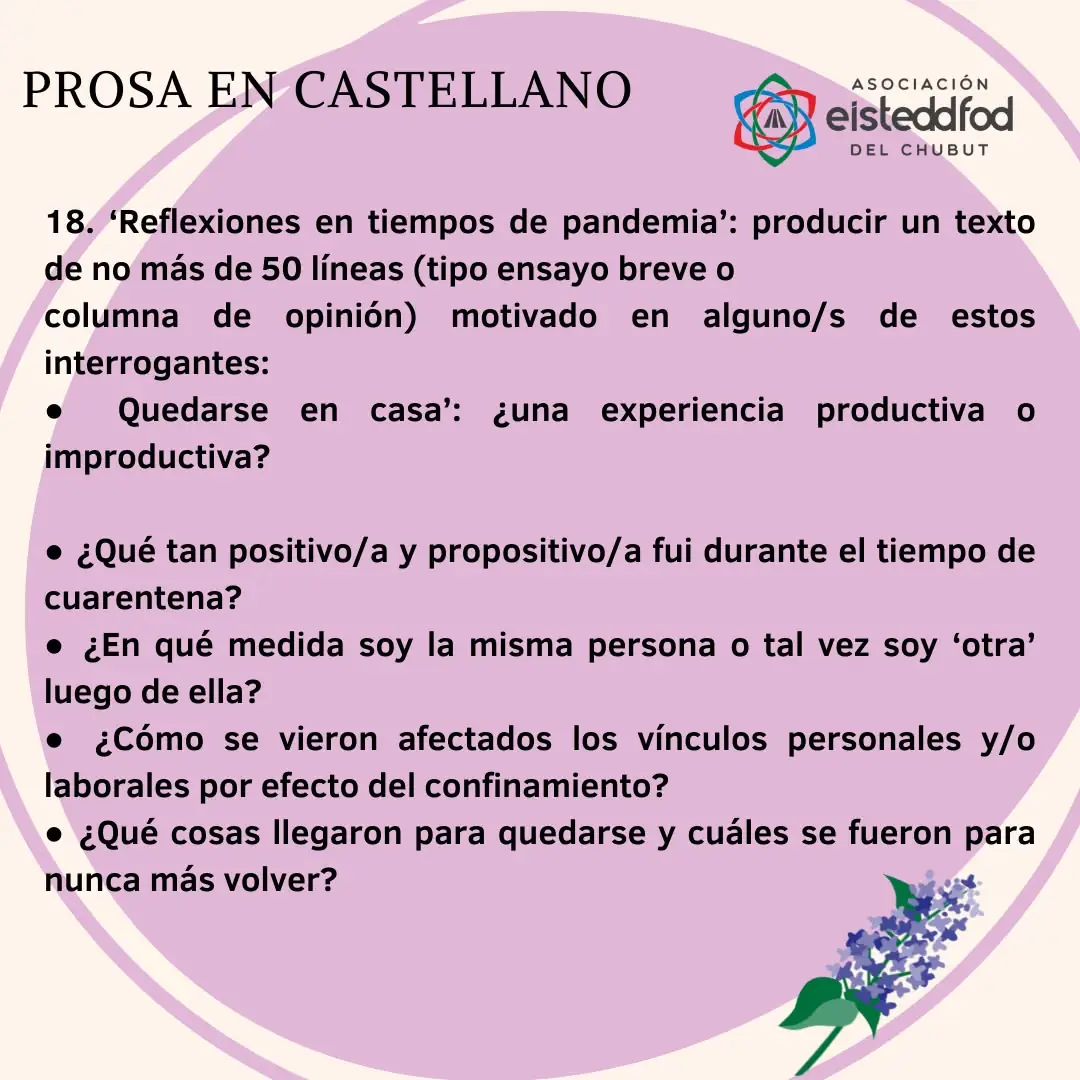 PROSA EN CASTELLANO
ASOCIACIÓN
eisteddfod
DEL CHUBUT
18. ‘Reflexiones en tiempos de pandemia’: producir un texto
de no más de 50 líneas (tipo ensayo breve o
columna de opinión) motivado en alguno/s de estos
interrogantes:
● Quedarse en casa’: ¿una experiencia productiva o
improductiva?
● ¿Qué tan positivo/a y propositivo/a fui durante el tiempo de
cuarentena?
● ¿En qué medida soy la misma persona o tal vez soy ‘otra’
luego de ella?
● ¿Cómo se vieron afectados los vínculos personales y/o
laborales por efecto del confinamiento?
● ¿Qué cosas llegaron para quedarse y cuáles se fueron para
nunca más volver?